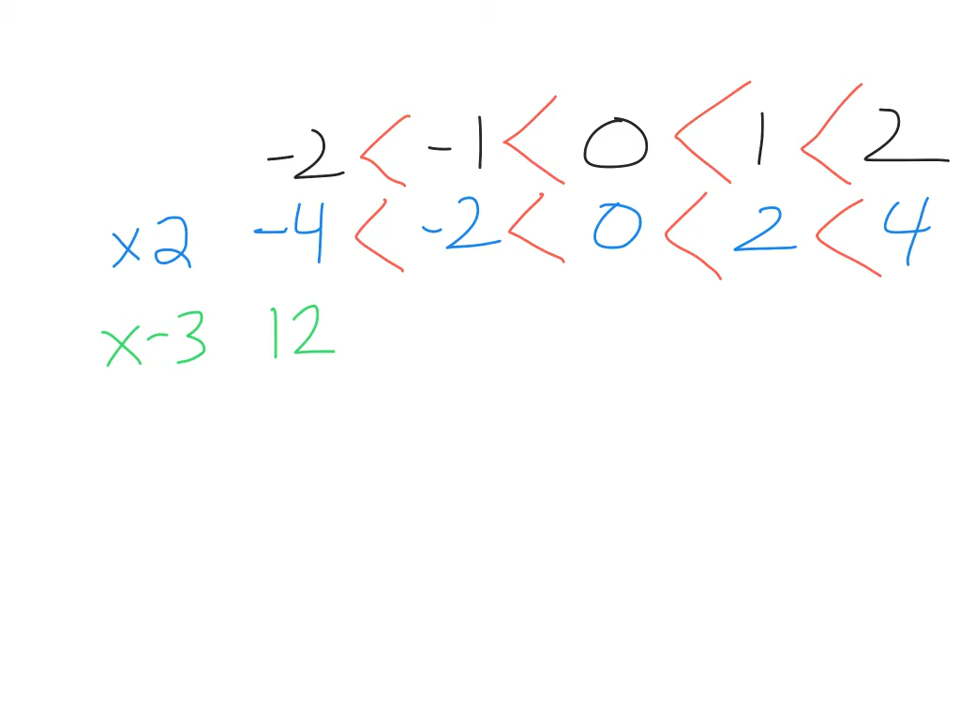 -2 < -1 < 0 < 1 < 2
x2 -4 < -2 < 0 < 2 < 4
x-3 12